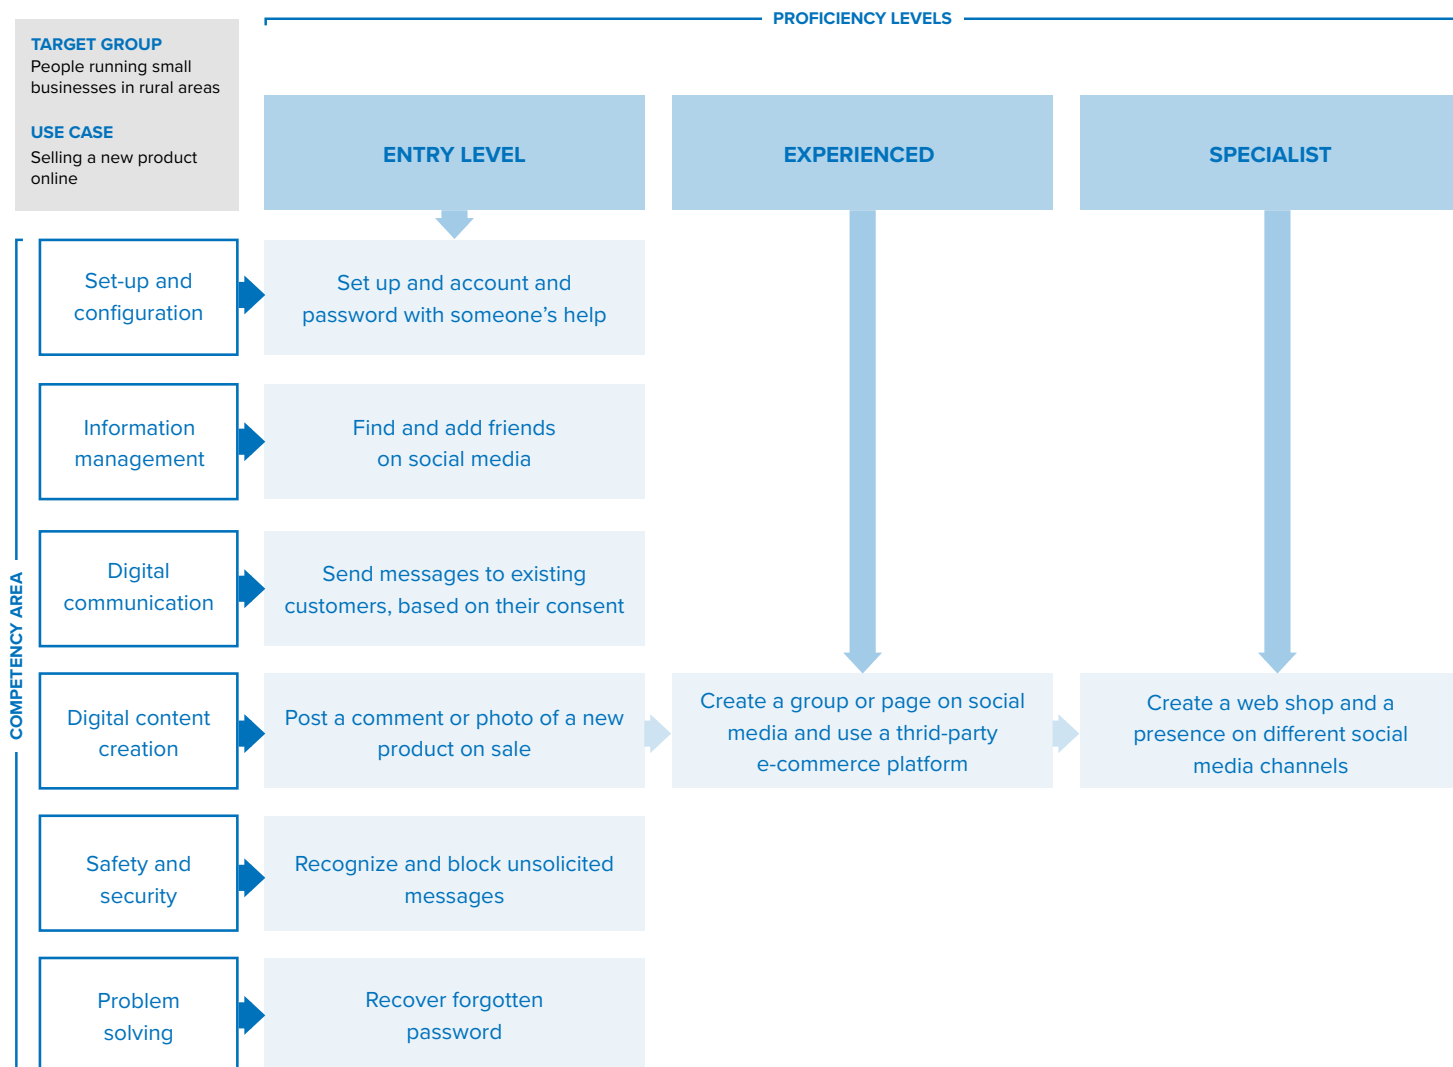 PROFICIENCY LEVELS
TARGET GROUP
People running small
businesses in rural areas
USE CASE
Selling a new product
online
ENTRY LEVEL
EXPERIENCED
SPECIALIST
COMPETENCY AREA
Set-up and
configuration
Set up and account and
password with someone’s help
Information
management
Find and add friends
on social media
Digital
communication
Send messages to existing
customers, based on their consent
Digital content
creation
Post a comment or photo of a new
product on sale
Create a group or page on social
media and use a thrid-party
e-commerce platform
Create a web shop and a
presence on different social
media channels
Safety and
security
Recognize and block unsolicited
messages
Problem
solving
Recover forgotten
password